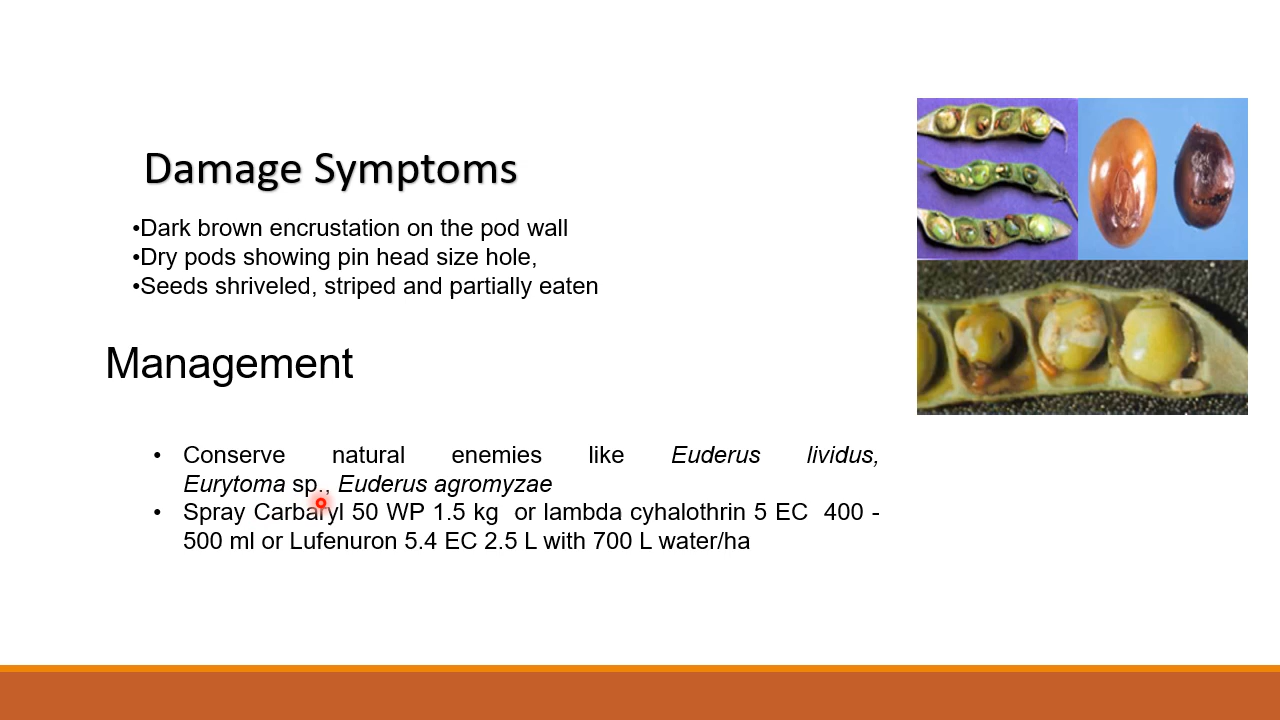 Damage Symptoms
•Dark brown encrustation on the pod wall
•Dry pods showing pin head size hole,
•Seeds shriveled, striped and partially eaten
Management
• Conserve natural enemies like Euderus lividus,
Eurytoma sp., Euderus agromyzae
• Spray Carbaryl 50 WP 1.5 kg or lambda cyhalothrin 5 EC 400 -
500 ml or Lufenuron 5.4 EC 2.5 L with 700 L water/ha